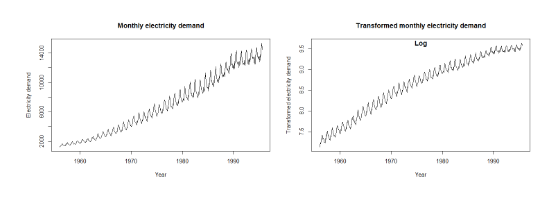 Monthly electricity demand
Electricity demand
14000
10000
6000
2000
1960
1970
1980
1990
Year
Transformed monthly electricity demand
Log
Transformed electricity demand
9.5
9.0
8.5
8.0
7.5
1960
1970
1980
1990
Year